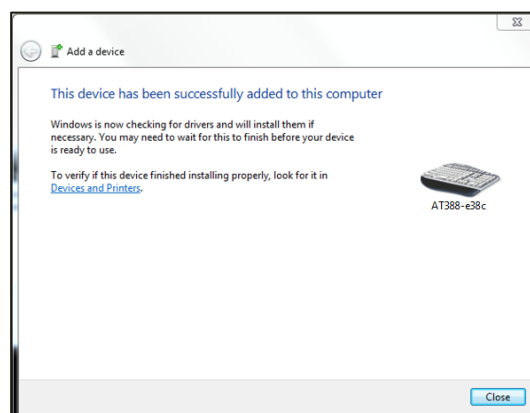 Add a device
This device has been successfully added to this computer
Windows is now checking for drivers and will install them if
necessary. You may need to wait for this to finish before your device
is ready to use.
To verify if this device finished installing properly, look for it in
Devices and Printers.
AT388-e38c
Close